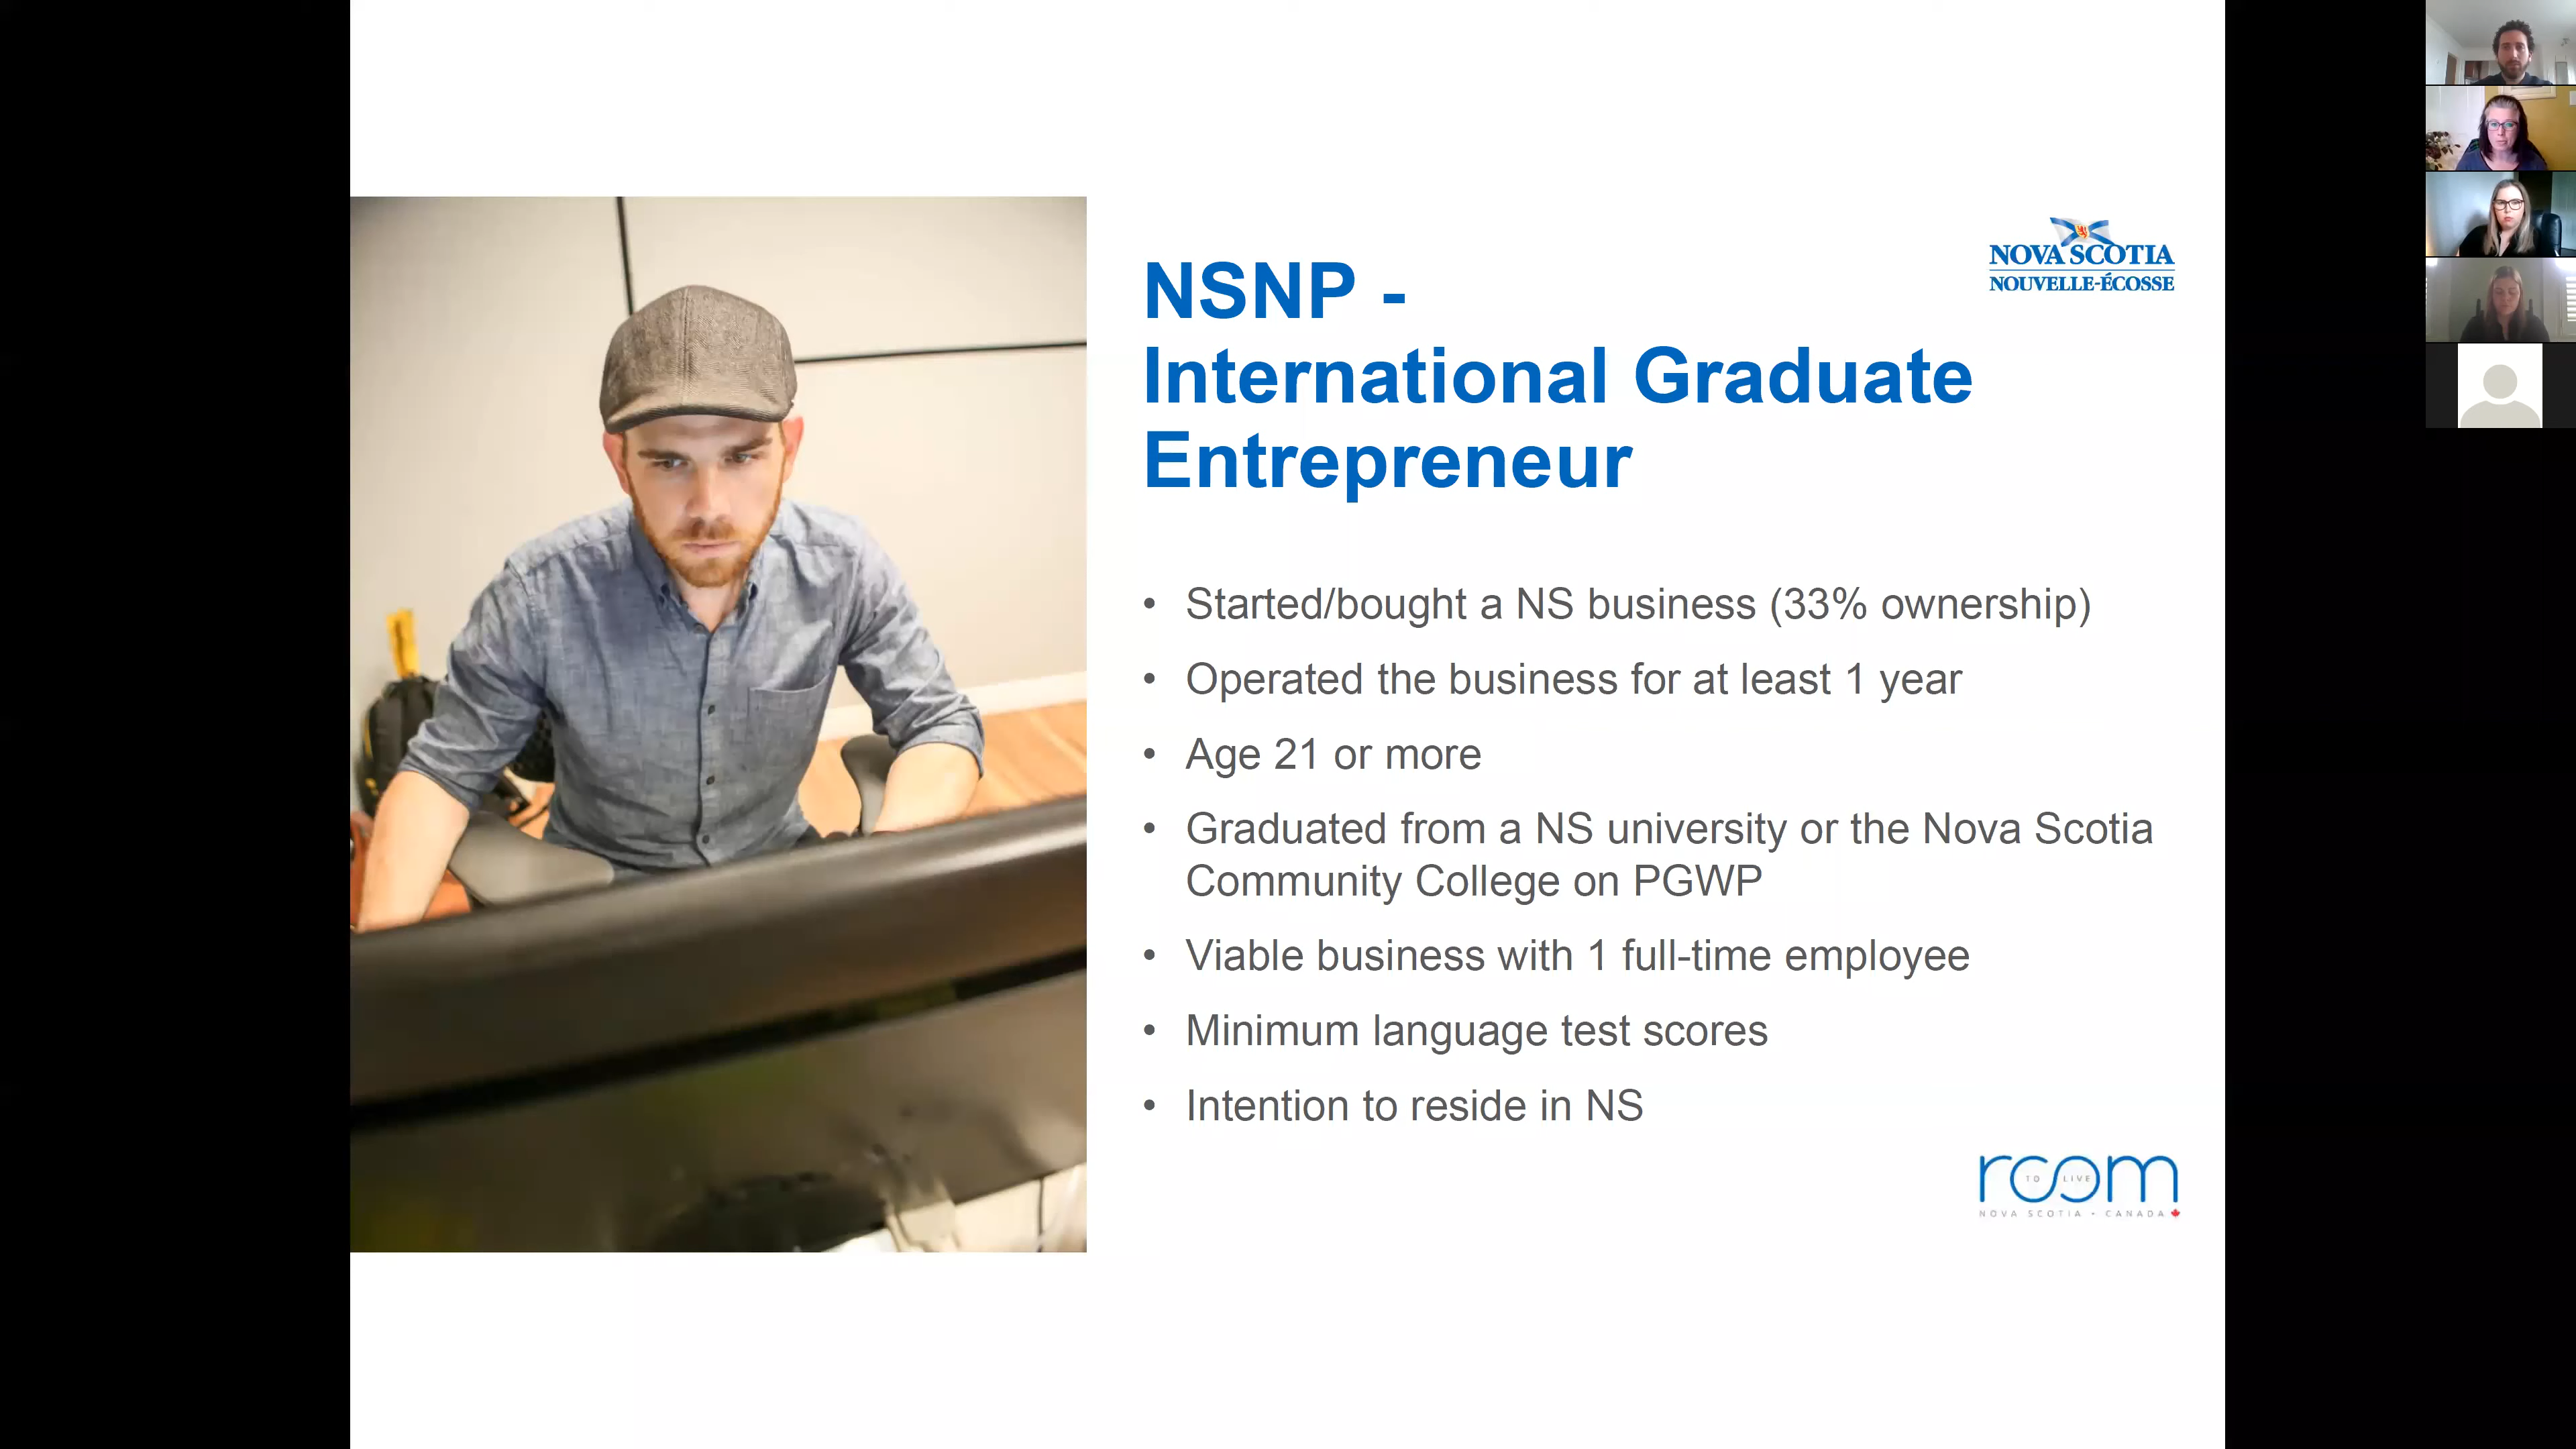 NOVA SCOTIA
NOUVELLE-ÉCOSSE
NSNP -
International Graduate
Entrepreneur
• Started/bought a NS business (33% ownership)
• Operated the business for at least 1 year
• Age 21 or more
• Graduated from a NS university or the Nova Scotia
Community College on PGWP
• Viable business with 1 full-time employee
• Minimum language test scores
• Intention to reside in NS
room
TO LIVE
NOVA SCOTIA • CANADA